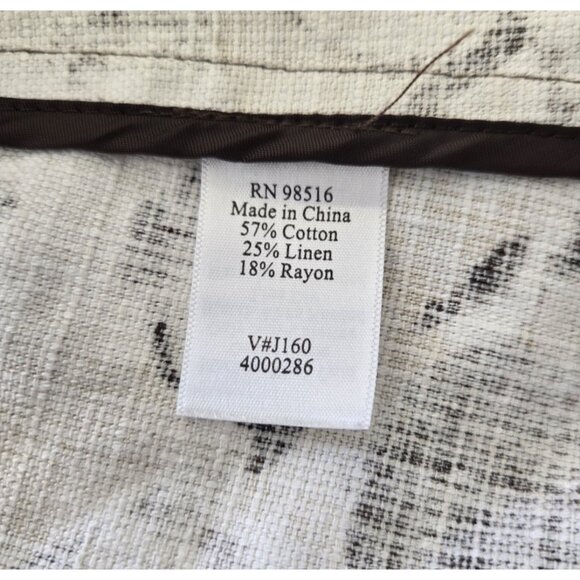 RN 98516
Made in China
57% Cotton
25% Linen
18% Rayon
V#J160
4000286